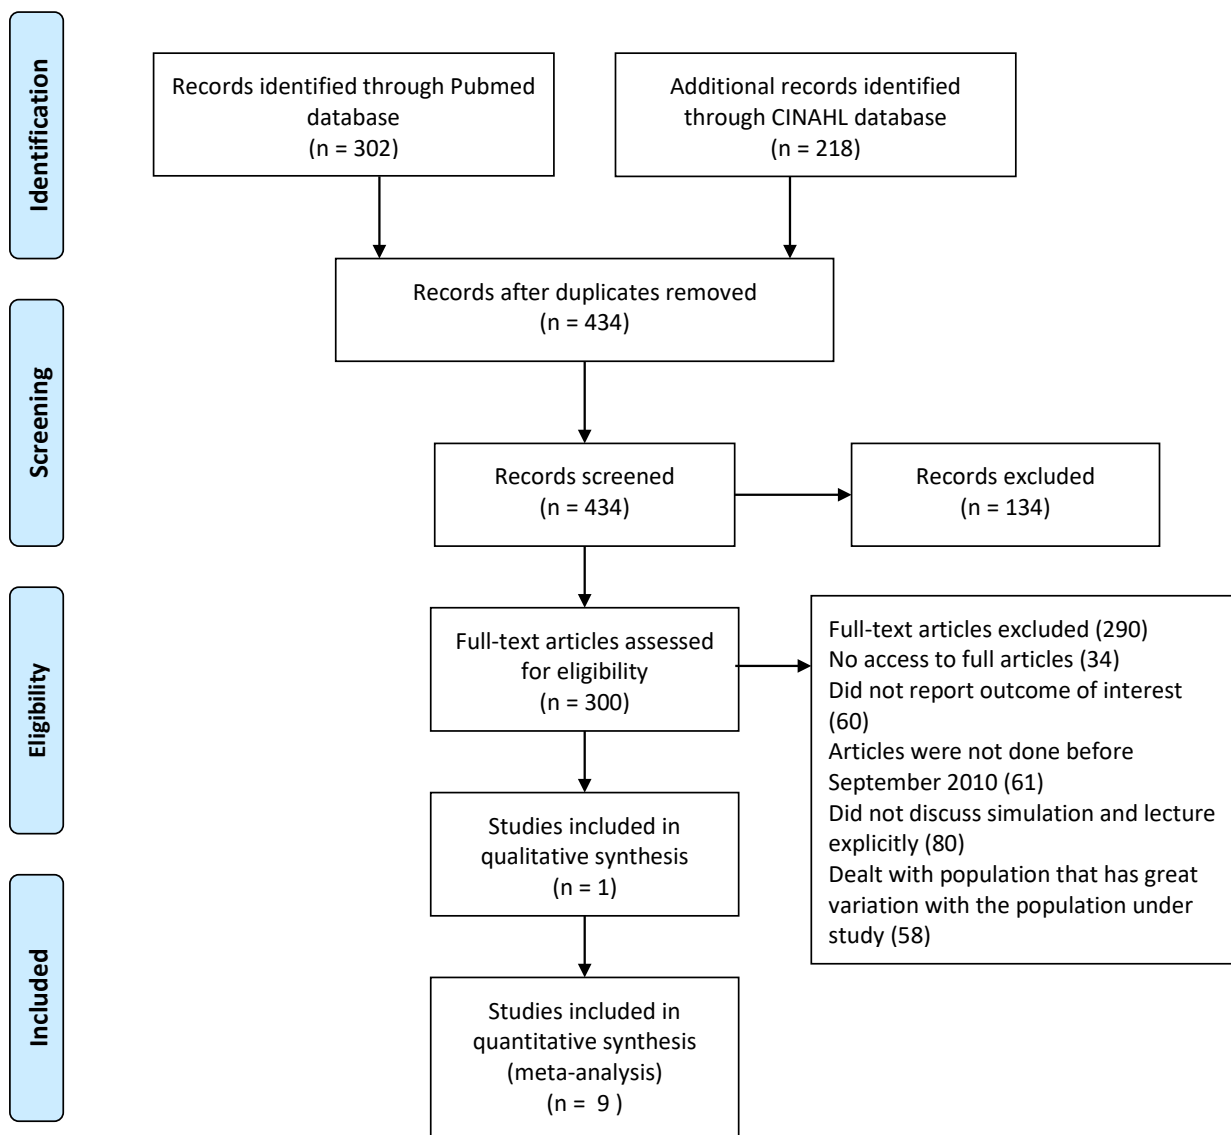 Identification
Records identified through Pubmed
database
(n = 302)
Additional records identified
through CINAHL database
(n = 218)
Records after duplicates removed
(n = 434)
Screening
Records screened
(n = 434)
Records excluded
(n = 134)
Eligibility
Full-text articles assessed
for eligibility
(n = 300)
Full-text articles excluded (290)
No access to full articles (34)
Did not report outcome of interest
(60)
Articles were not done before
September 2010 (61)
Did not discuss simulation and lecture
explicitly (80)
Dealt with population that has great
variation with the population under
study (58)
Studies included in
qualitative synthesis
(n = 1)
Included
Studies included in
quantitative synthesis
(meta-analysis)
(n = 9 )